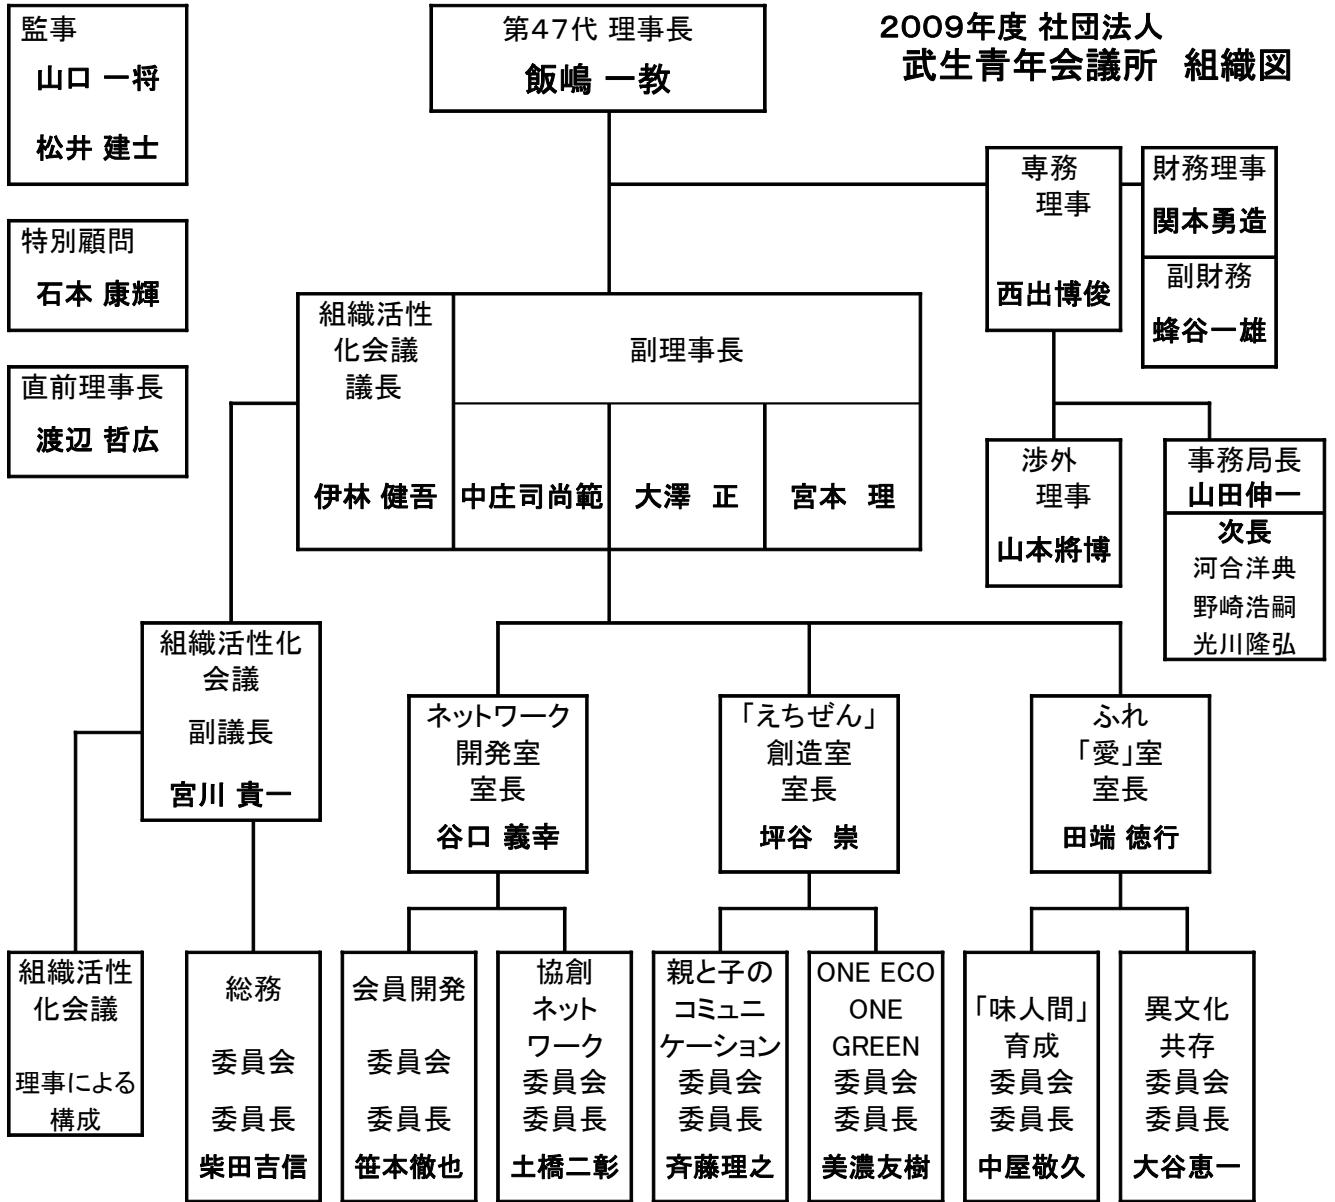 2009年度 社団法人
武生青年会議所 組織図
監事
山口 一将
松井 建士
特別顧問
石本 康輝
直前理事長
渡辺 哲広
第47代 理事長
飯嶋 一教
専務
理事
西出博俊
財務理事
関本勇造
副財務
蜂谷一雄
組織活性
化会議
議長
伊林 健吾
副理事長
中庄司尚範
大澤 正
宮本 理
渉外
理事
山本將博
事務局長
山田伸一
次長
河合洋典
野崎浩嗣
光川隆弘
組織活性化
会議
副議長
宮川 貴一
ネットワーク
開発室
室長
谷口 義幸
「えちぜん」
創造室
室長
坪谷 崇
ふれ
「愛」室
室長
田端 徳行
組織活性
化会議
理事による
構成
総務
委員会
委員長
柴田吉信
会員開発
委員会
委員長
笹本徹也
協創
ネット
ワーク
委員会
委員長
土橋二彰
親と子の
コミュニ
ケーション
委員会
委員長
斉藤理之
ONE ECO
ONE
GREEN
委員会
委員長
美濃友樹
「味人間」
育成
委員会
委員長
中屋敬久
異文化
共存
委員会
委員長
大谷恵一